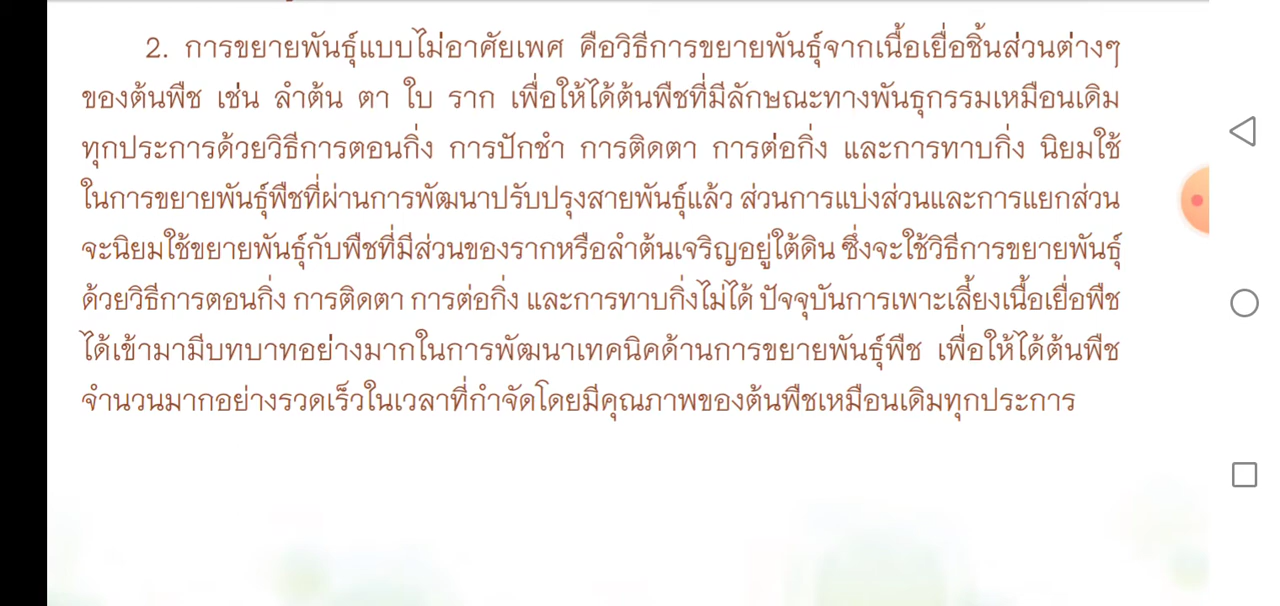 2. การขยายพันธุ์แบบไม่อาศัยเพศ คือวิธีการขยายพันธุ์จากเนื้อเยื่อชิ้นส่วนต่างๆ
ของต้นพืช เช่น ลำต้น ตา ใบ ราก เพื่อให้ได้ต้นพืชที่มีลักษณะทางพันธุกรรมเหมือนเดิม
ทุกประการด้วยวิธีการตอนกิ่ง การปักชำ การติดตา การต่อกิ่ง และการทาบกิ่ง นิยมใช้
ในการขยายพันธุ์พืชที่ผ่านการพัฒนาปรับปรุงสายพันธุ์แล้ว ส่วนการแบ่งส่วนและการแยกส่วน
จะนิยมใช้ขยายพันธุ์กับพืชที่มีส่วนของรากหรือลำต้นเจริญอยู่ใต้ดิน ซึ่งจะใช้วิธีการขยายพันธุ์
ด้วยวิธีการตอนกิ่ง การติดตา การต่อกิ่ง และการทาบกิ่งไม่ได้ ปัจจุบันการเพาะเลี้ยงเนื้อเยื่อพืช
ได้เข้ามามีบทบาทอย่างมากในการพัฒนาเทคนิคด้านการขยายพันธุ์พืช เพื่อให้ได้ต้นพืช
จำนวนมากอย่างรวดเร็วในเวลาที่กำจัดโดยมีคุณภาพของต้นพืชเหมือนเดิมทุกประการ